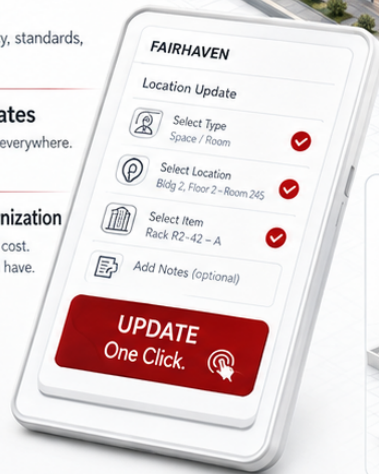 y, standards,
ates
everywhere.
nization
cost.
have.
FAIRHAVEN
Location Update
Select Type
Space / Room
Select Location
Bldg 2, Floor 2 – Room 245
Select Item
Rack R2-42 – A
Add Notes (optional)
UPDATE
One Click.